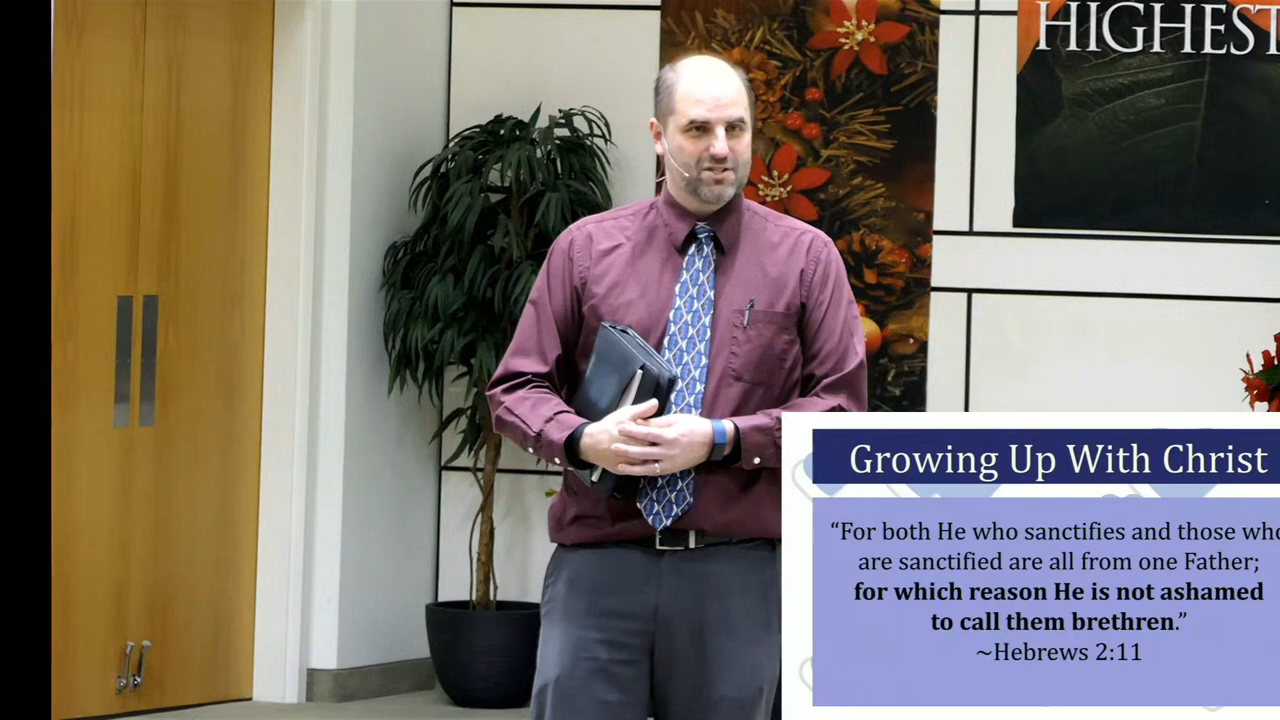 HIGHEST
Growing Up With Christ
“For both He who sanctifies and those who
are sanctified are all from one Father;
for which reason He is not ashamed
to call them brethren.”
~Hebrews 2:11